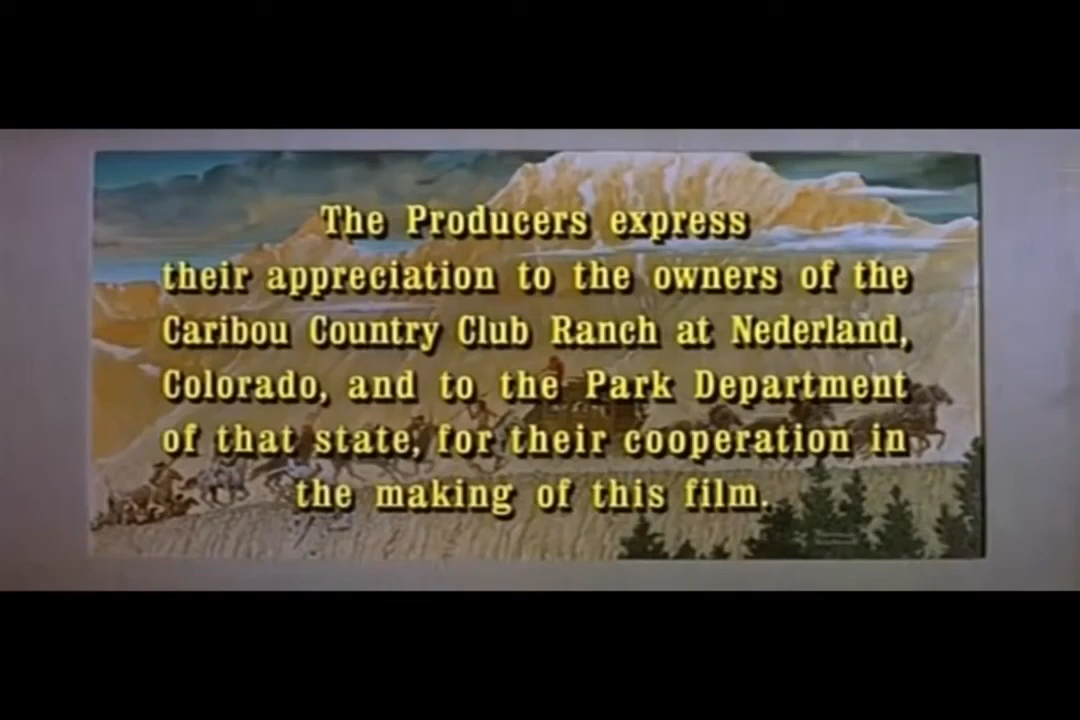 The Producers express
their appreciation to the owners of the
Caribou Country Club Ranch at Nederland,
Colorado, and to the Park Department
of that state, for their cooperation in
the making of this film.